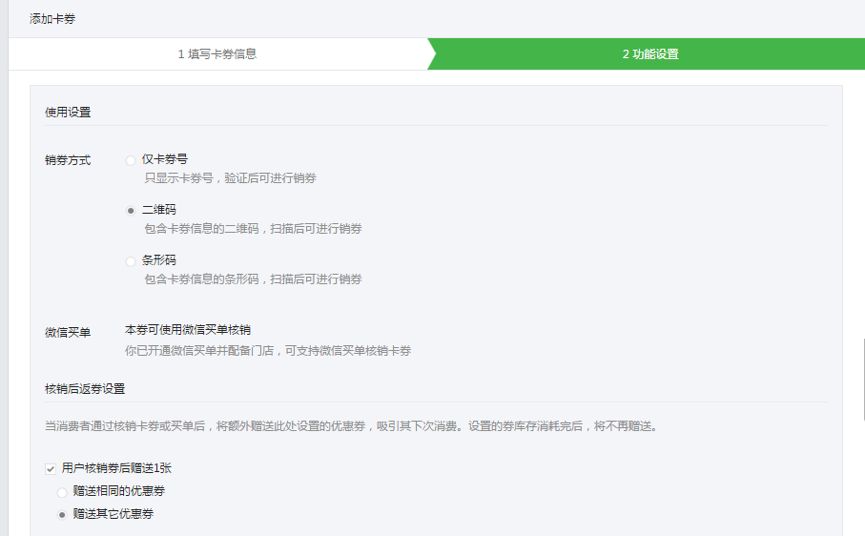 添加卡券
1 填写卡券信息
2 功能设置
使用设置
销券方式
仅卡券号
只显示卡券号，验证后可进行销券
二维码
包含卡券信息的二维码，扫描后可进行销券
条形码
包含卡券信息的条形码，扫描后可进行销券
微信买单
本券可使用微信买单核销
你已开通微信买单并配备门店，可支持微信买单核销卡券
核销后返券设置
当消费者通过核销卡券或买单后，将额外赠送此处设置的优惠券，吸引其下次消费。设置的券库存消耗完后，将不再赠送。
用户核销券后赠送1张
赠送相同的优惠券
赠送其它优惠券